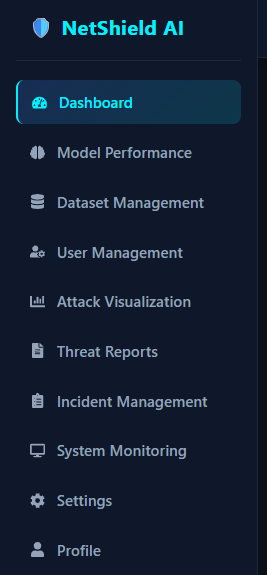 NetShield AI
Dashboard
Model Performance
Dataset Management
User Management
Attack Visualization
Threat Reports
Incident Management
System Monitoring
Settings
Profile